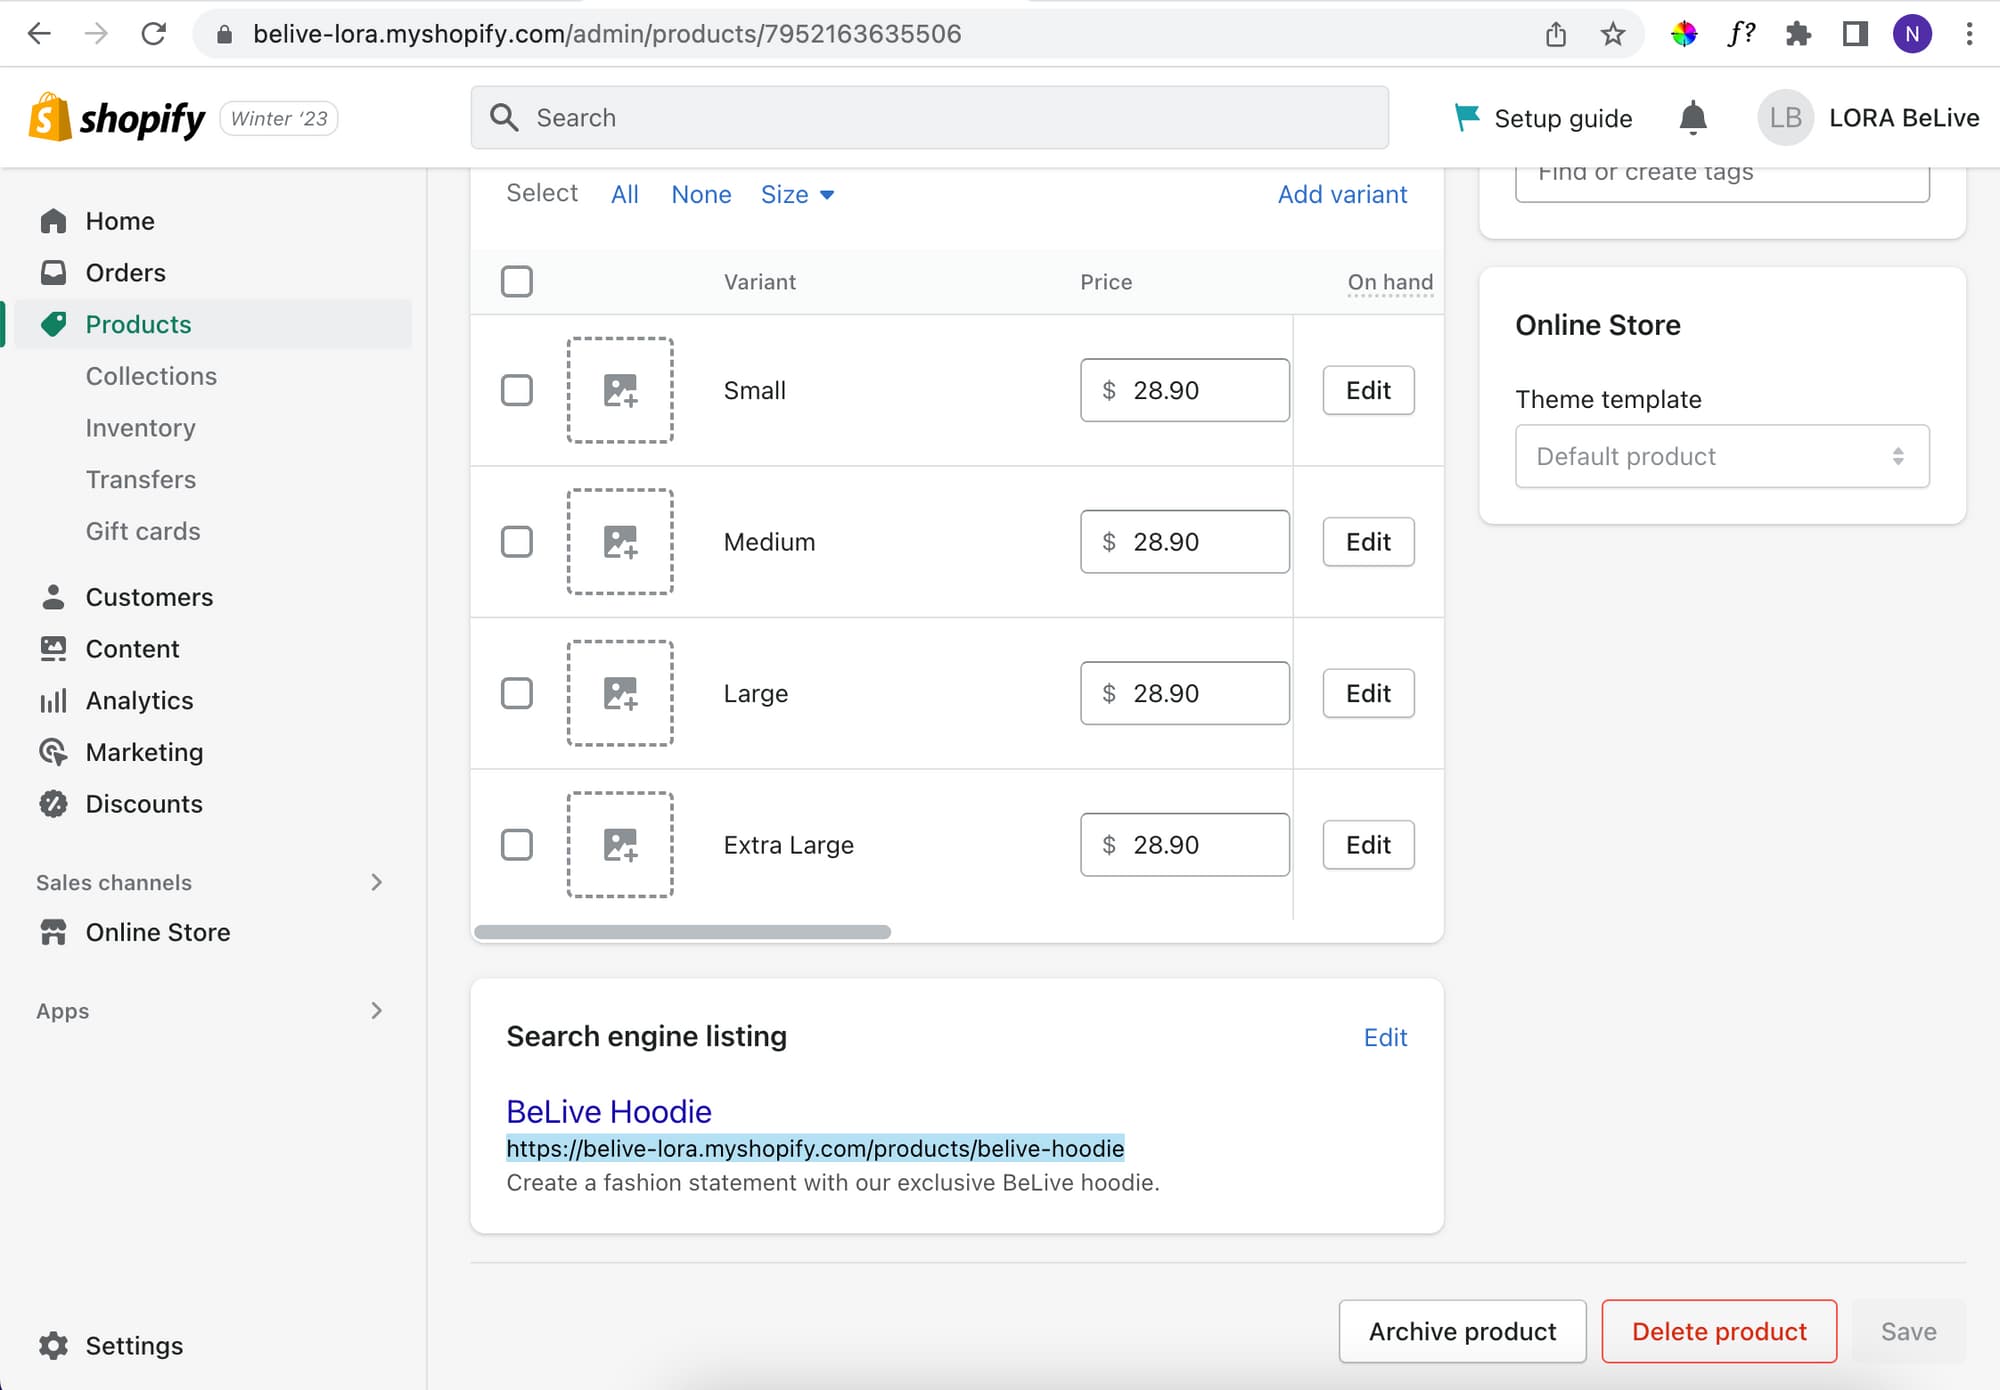 belive-lora.myshopify.com/admin/products/7952163635506
f?
N
shopify
Winter ‘23
Search
Setup guide
LB
LORA BeLive
Home
Orders
Products
Collections
Inventory
Transfers
Gift cards
Customers
Content
Analytics
Marketing
Discounts
Sales channels
Online Store
Apps
Settings
Select All None Size
Add variant
Variant Price On hand
Small $ 28.90 Edit
Medium $ 28.90 Edit
Large $ 28.90 Edit
Extra Large $ 28.90 Edit
Search engine listing
Edit
BeLive Hoodie
https://belive-lora.myshopify.com/products/belive-hoodie
Create a fashion statement with our exclusive BeLive hoodie.
Find or create tags
Online Store
Theme template
Default product
Archive product
Delete product
Save